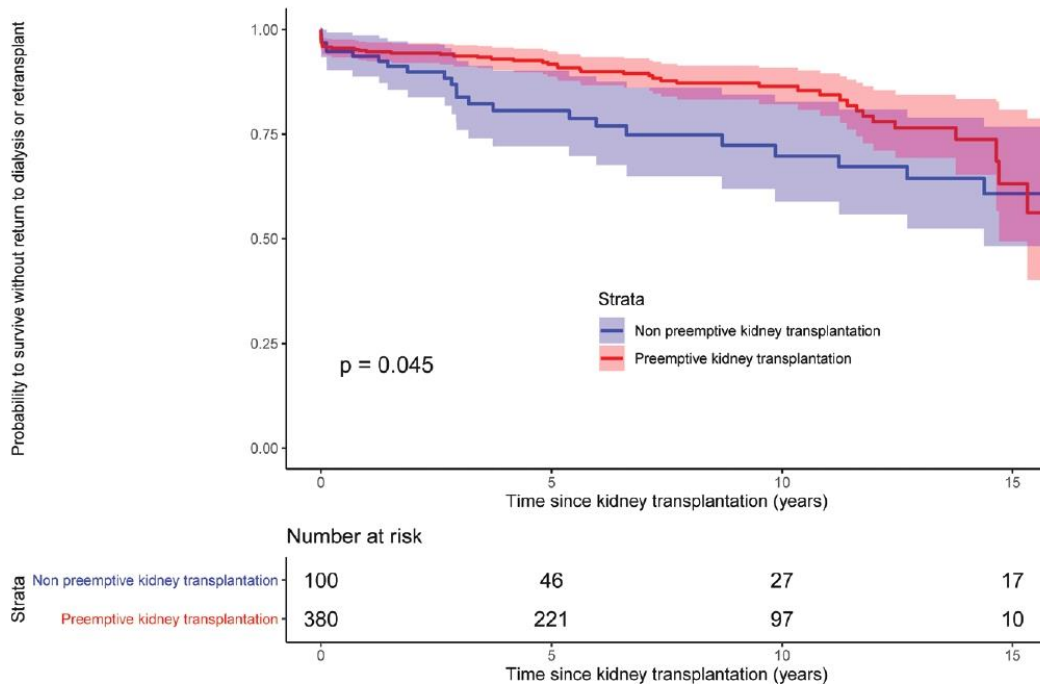 Probability to survive without return to dialysis or retransplant
1.00
0.75
0.50
0.25
0.00
Strata
Non preemptive kidney transplantation
Preemptive kidney transplantation
p = 0.045
0 5 10 15
Time since kidney transplantation (years)
Number at risk
Strata
Non preemptive kidney transplantation 100 46 27 17
Preemptive kidney transplantation 380 221 97 10
0 5 10 15
Time since kidney transplantation (years)